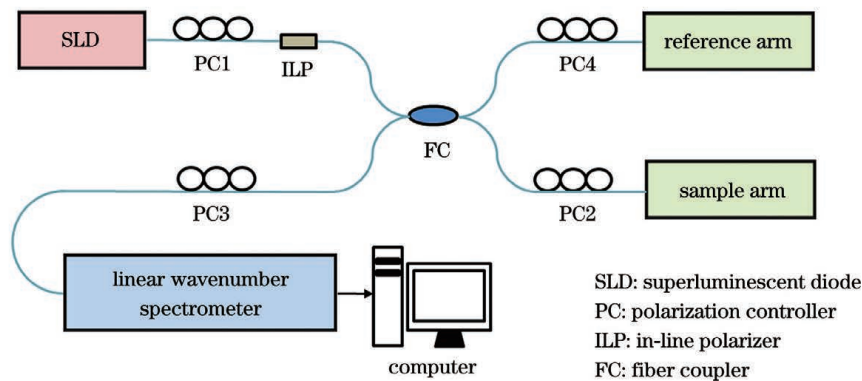 SLD
PC1
ILP
PC4
reference arm
FC
PC3
PC2
sample arm
linear wavenumber
spectrometer
computer
SLD: superluminescent diode
PC: polarization controller
ILP: in-line polarizer
FC: fiber coupler